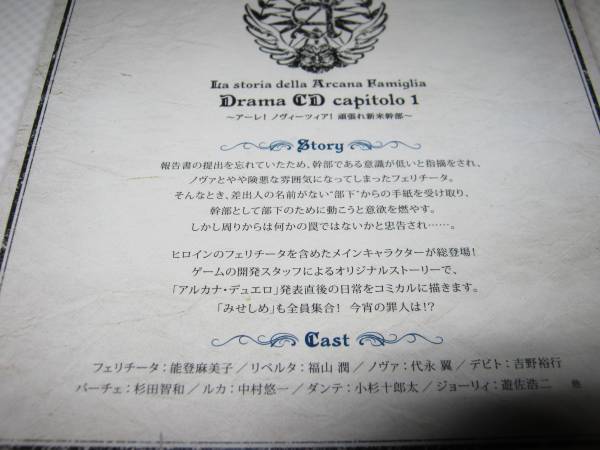 La storia della Arcana Famiglia
Drama CD capitolo 1
～アーレ！ ノヴィーツィア！ 頑張れ新米幹部～
Story
報告書の提出を忘れていたため、幹部である意識が低いと指摘をされ、
ノヴァとやや険悪な雰囲気になってしまったフェリチータ。
そんなとき、差出人の名前がない“部下”からの手紙を受け取り、
幹部として部下のために動こうと意欲を燃やす。
しかし周りからは何かの罠ではないかと忠告され……。
ヒロインのフェリチータを含めたメインキャラクターが総登場！
ゲームの開発スタッフによるオリジナルストーリーで、
「アルカナ・デュエロ」発表直後の日常をコミカルに描きます。
「みせしめ」も全員集合！ 今宵の罪人は！？
Cast
フェリチータ：能登麻美子／リベルタ：福山 潤／ノヴァ：代永 翼／デビト：吉野裕行
パーチェ：杉田智和／ルカ：中村悠一／ダンテ：小杉十郎太／ジョーリィ：遊佐浩二 他